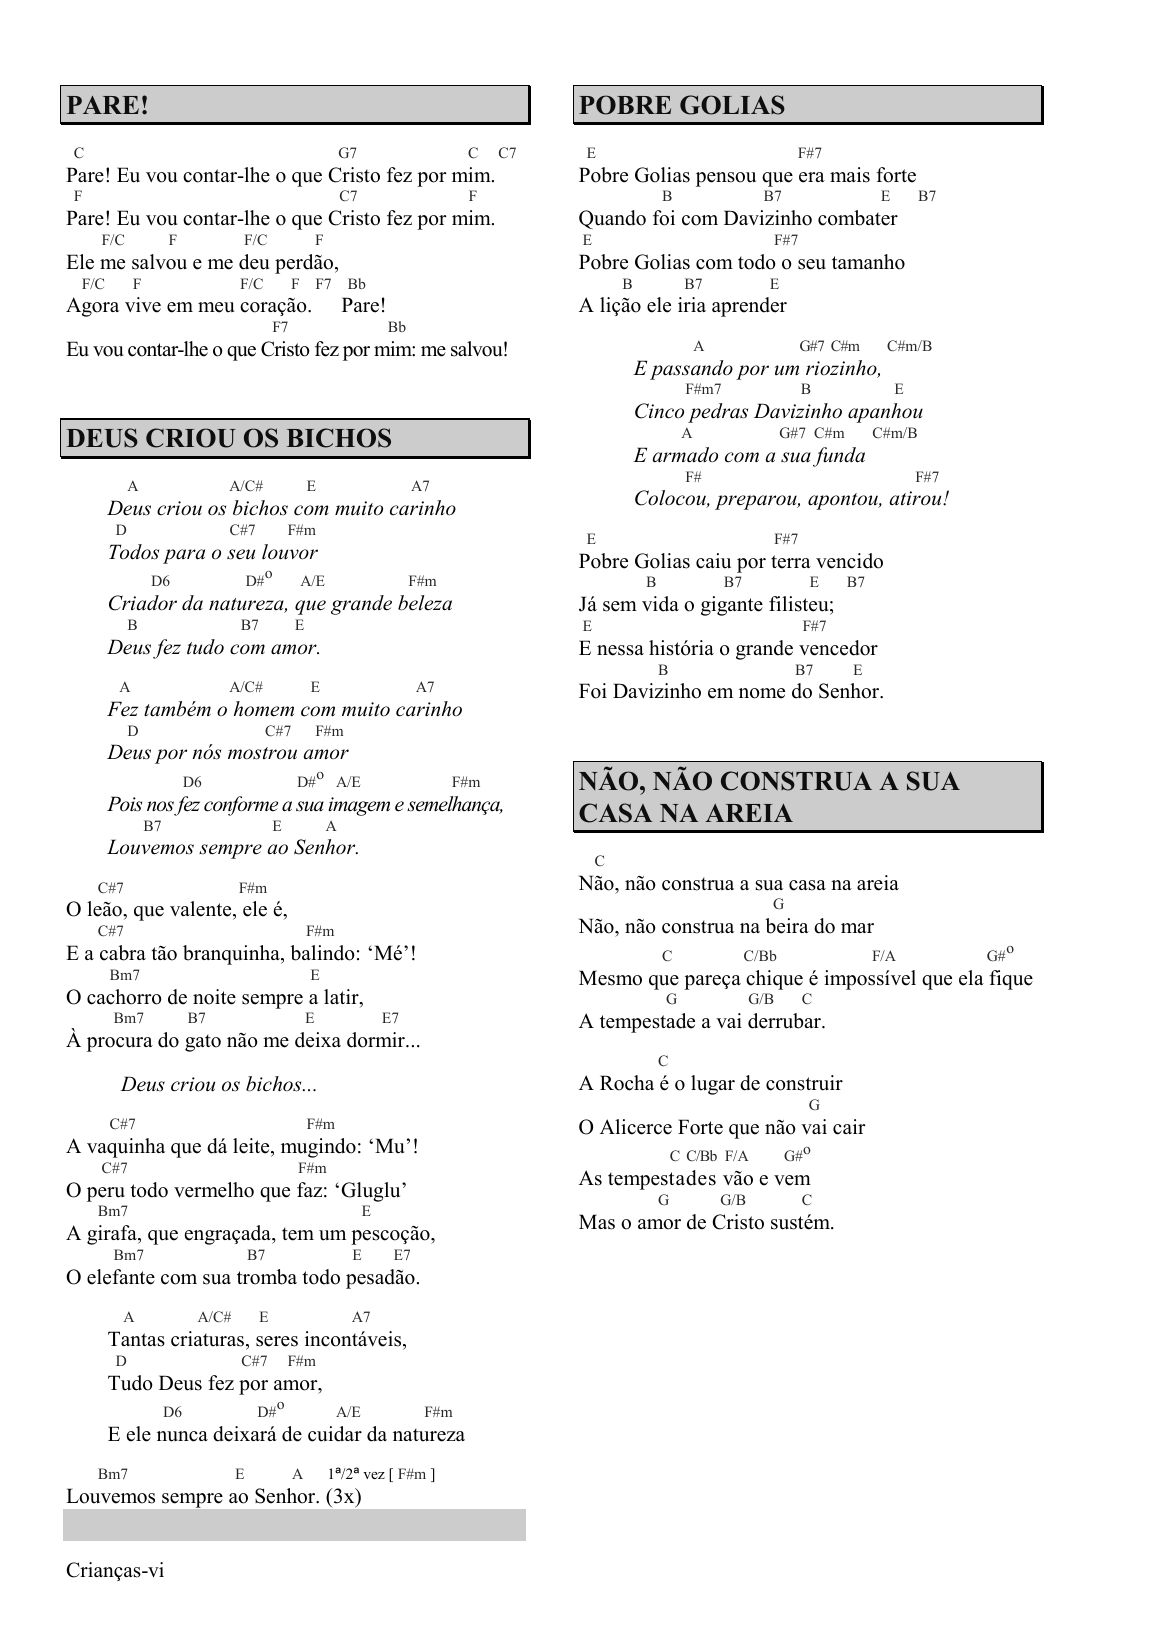 PARE!
C G7 C C7
Pare! Eu vou contar-lhe o que Cristo fez por mim.
F C7 F
Pare! Eu vou contar-lhe o que Cristo fez por mim.
F/C F F/C F
Ele me salvou e me deu perdão,
F/C F F/C F F7 Bb
Agora vive em meu coração. Pare!
F7 Bb
Eu vou contar-lhe o que Cristo fez por mim: me salvou!
DEUS CRIOU OS BICHOS
A A/C# E A7
Deus criou os bichos com muito carinho
D C#7 F#m
Todos para o seu louvor
D6 D#º A/E F#m
Criador da natureza, que grande beleza
B B7 E
Deus fez tudo com amor.
A A/C# E A7
Fez também o homem com muito carinho
D C#7 F#m
Deus por nós mostrou amor
D6 D#º A/E F#m
Pois nos fez conforme a sua imagem e semelhança,
B7 E A
Louvemos sempre ao Senhor.
C#7 F#m
O leão, que valente, ele é,
C#7 F#m
E a cabra tão branquinha, balindo: ‘Mé’!
Bm7 E
O cachorro de noite sempre a latir,
Bm7 B7 E E7
À procura do gato não me deixa dormir...
Deus criou os bichos...
C#7 F#m
A vaquinha que dá leite, mugindo: ‘Mu’!
C#7 F#m
O peru todo vermelho que faz: ‘Gluglu’
Bm7 E
A girafa, que engraçada, tem um pescoção,
Bm7 B7 E E7
O elefante com sua tromba todo pesadão.
A A/C# E A7
Tantas criaturas, seres incontáveis,
D C#7 F#m
Tudo Deus fez por amor,
D6 D#º A/E F#m
E ele nunca deixará de cuidar da natureza
Bm7 E A 1ª/2ª vez [ F#m ]
Louvemos sempre ao Senhor. (3x)
Crianças-vi
POBRE GOLIAS
E F#7
Pobre Golias pensou que era mais forte
B B7 E B7
Quando foi com Davizinho combater
E F#7
Pobre Golias com todo o seu tamanho
B B7 E
A lição ele iria aprender
A G#7 C#m C#m/B
E passando por um riozinho,
F#m7 B E
Cinco pedras Davizinho apanhou
A G#7 C#m C#m/B
E armado com a sua funda
F# F#7
Colocou, preparou, apontou, atirou!
E F#7
Pobre Golias caiu por terra vencido
B B7 E B7
Já sem vida o gigante filisteu;
E F#7
E nessa história o grande vencedor
B B7 E
Foi Davizinho em nome do Senhor.
NÃO, NÃO CONSTRUA A SUA
CASA NA AREIA
C
Não, não construa a sua casa na areia
G
Não, não construa na beira do mar
C C/Bb F/A G#º
Mesmo que pareça chique é impossível que ela fique
G G/B C
A tempestade a vai derrubar.
C
A Rocha é o lugar de construir
G
O Alicerce Forte que não vai cair
C C/Bb F/A G#º
As tempestades vão e vem
G G/B C
Mas o amor de Cristo sustém.